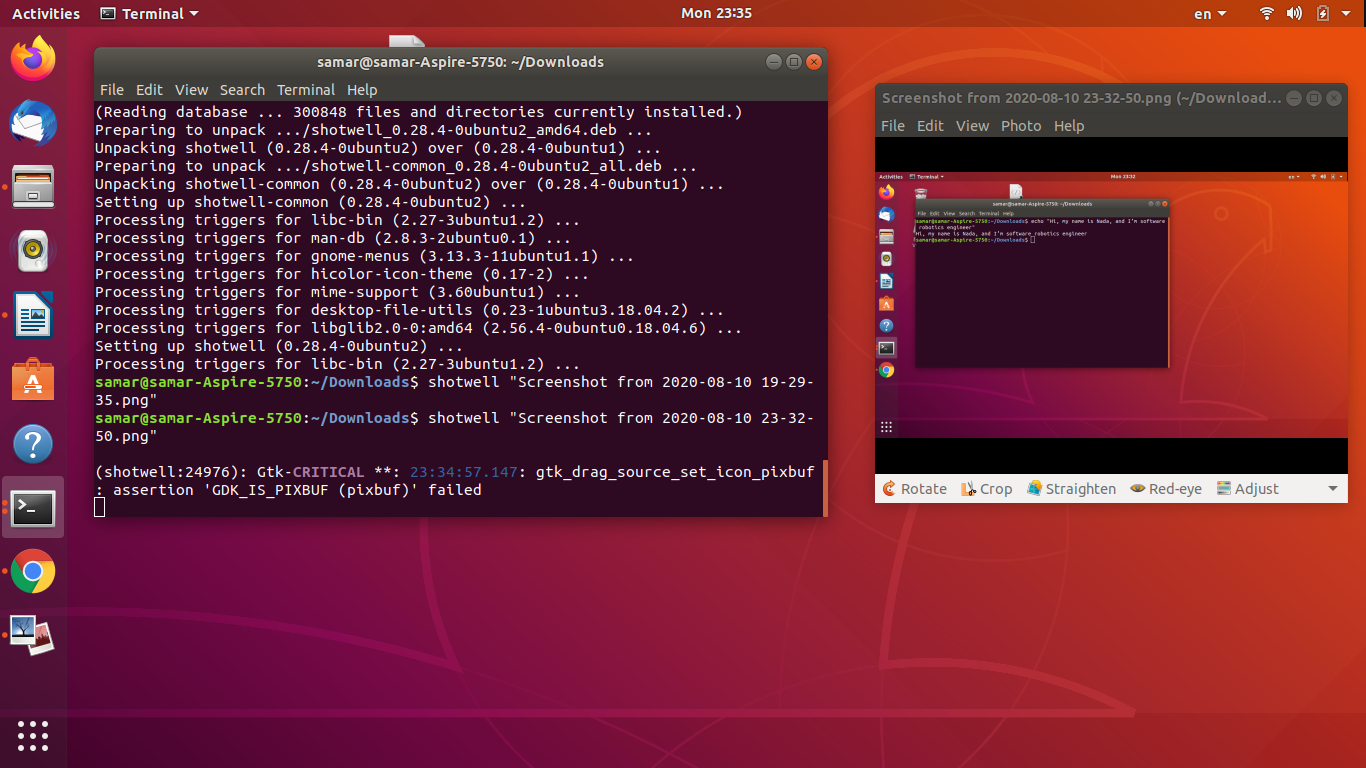 Activities Terminal Mon 23:35 en
samar@samar-Aspire-5750: ~/Downloads
File Edit View Search Terminal Help
(Reading database ... 300848 files and directories currently installed.)
Preparing to unpack .../shotwell_0.28.4-0ubuntu2_amd64.deb ...
Unpacking shotwell (0.28.4-0ubuntu2) over (0.28.4-0ubuntu1) ...
Preparing to unpack .../shotwell-common_0.28.4-0ubuntu2_all.deb ...
Unpacking shotwell-common (0.28.4-0ubuntu2) over (0.28.4-0ubuntu1) ...
Setting up shotwell-common (0.28.4-0ubuntu2) ...
Processing triggers for libc-bin (2.27-3ubuntu1.2) ...
Processing triggers for man-db (2.8.3-2ubuntu0.1) ...
Processing triggers for gnome-menus (3.13.3-11ubuntu1.1) ...
Processing triggers for hicolor-icon-theme (0.17-2) ...
Processing triggers for mime-support (3.60ubuntu1) ...
Processing triggers for desktop-file-utils (0.23-1ubuntu3.18.04.2) ...
Processing triggers for libglib2.0-0:amd64 (2.56.4-0ubuntu0.18.04.6) ...
Setting up shotwell (0.28.4-0ubuntu2) ...
Processing triggers for libc-bin (2.27-3ubuntu1.2) ...
samar@samar-Aspire-5750:~/Downloads$ shotwell "Screenshot from 2020-08-10 19-29-
35.png"
samar@samar-Aspire-5750:~/Downloads$ shotwell "Screenshot from 2020-08-10 23-32-
50.png"
(shotwell:24976): Gtk-CRITICAL **: 23:34:57.147: gtk_drag_source_set_icon_pixbuf
: assertion 'GDK_IS_PIXBUF (pixbuf)' failed
Screenshot from 2020-08-10 23-32-50.png (~/Download...
File Edit View Photo Help
Activities Terminal Mon 23:32 en
samar@samar-Aspire-5750: ~/Downloads
File Edit View Search Terminal Help
samar@samar-Aspire-5750:~/Downloads$ echo "Hi, my name is Nada, and I'm software
_robotics engineer"
Hi, my name is Nada, and I'm software_robotics engineer
samar@samar-Aspire-5750:~/Downloads$
Rotate Crop Straighten Red-eye Adjust